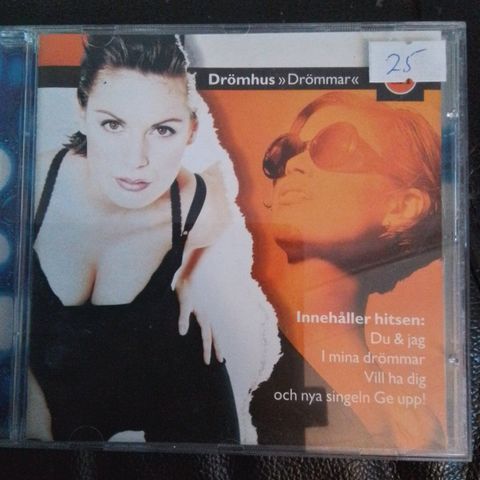 Drömhus »Drömmar«
25
Innehåller hitsen:
Du & jag
I mina drömmar
Vill ha dig
och nya singeln Ge upp!